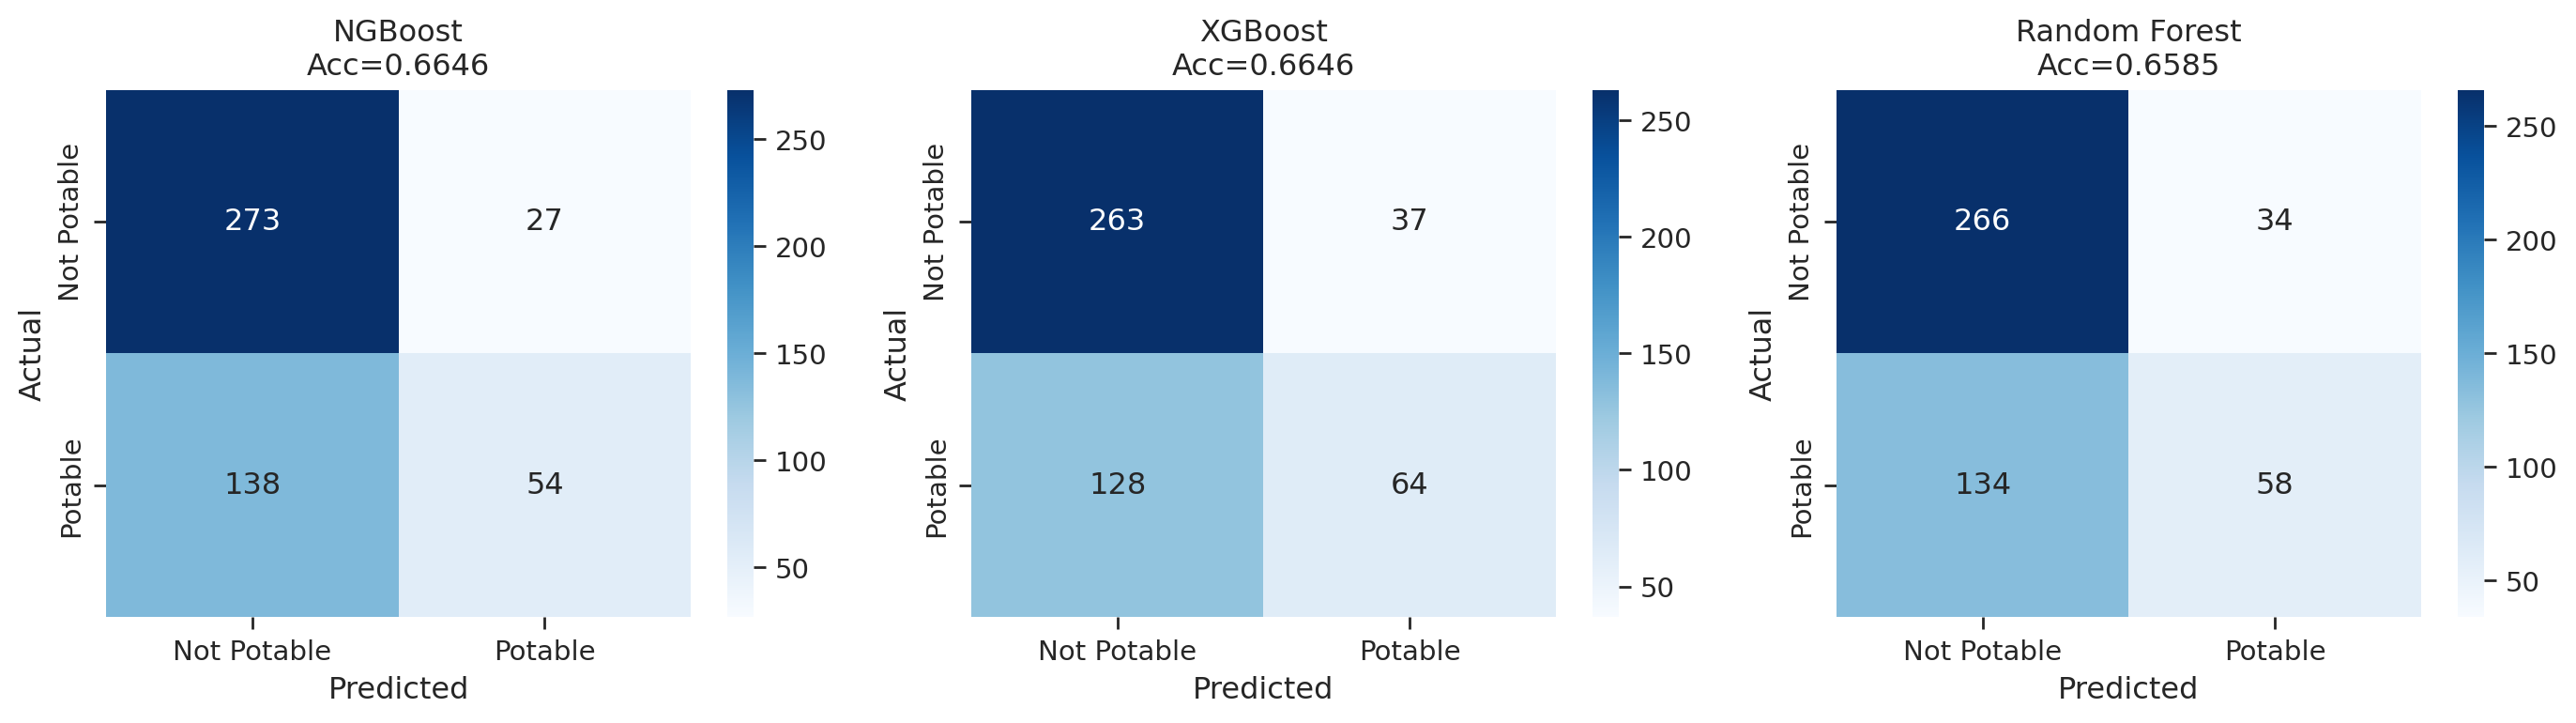 NGBoost
Acc=0.6646
Actual
Not Potable
Potable
273
27
138
54
Not Potable
Potable
Predicted
250
200
150
100
50
XGBoost
Acc=0.6646
Actual
Not Potable
Potable
263
37
128
64
Not Potable
Potable
Predicted
250
200
150
100
50
Random Forest
Acc=0.6585
Actual
Not Potable
Potable
266
34
134
58
Not Potable
Potable
Predicted
250
200
150
100
50